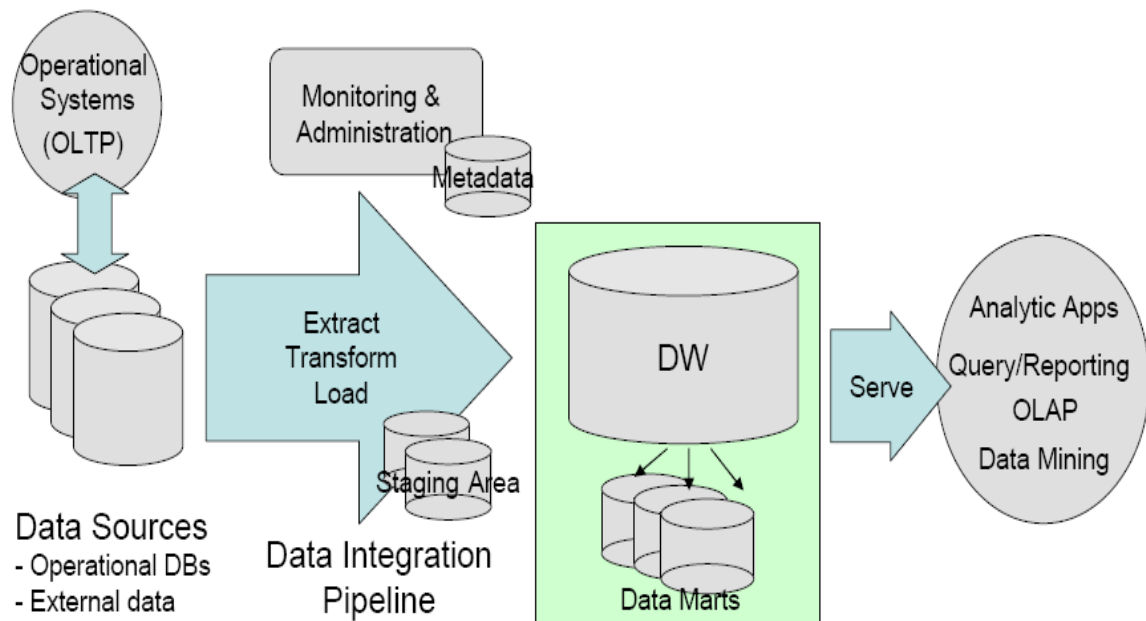 Operational
Systems
(OLTP)
Monitoring &
Administration
Metadata
Extract
Transform
Load
Staging Area
DW
Data Marts
Serve
Analytic Apps
Query/Reporting
OLAP
Data Mining
Data Sources
- Operational DBs
- External data
Data Integration
Pipeline